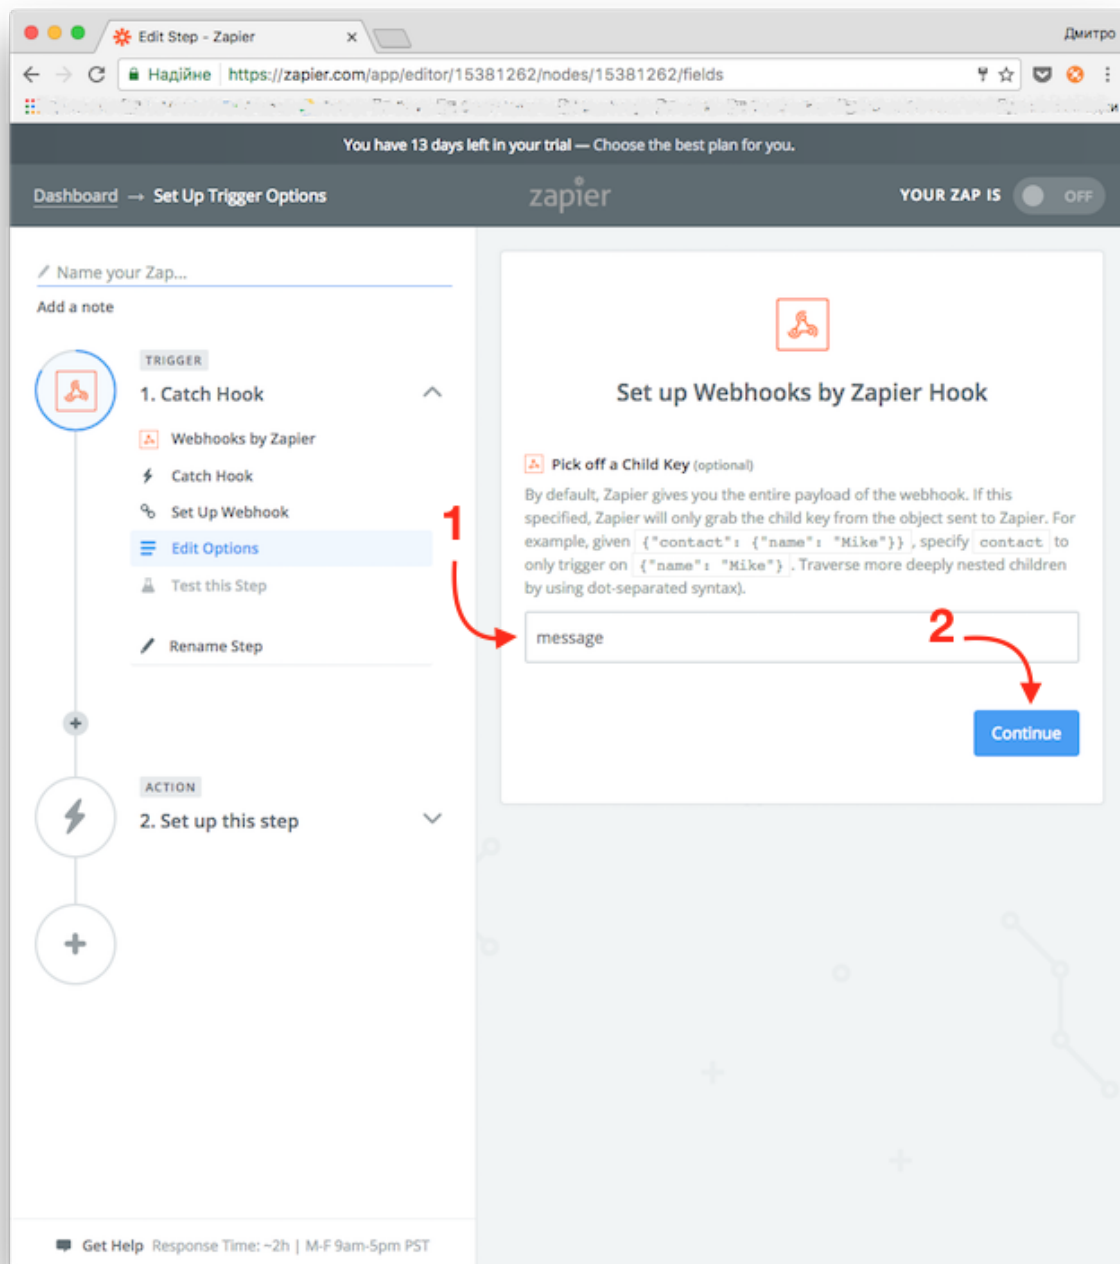 Edit Step - Zapier
Дмитро
Надійне https://zapier.com/app/editor/15381262/nodes/15381262/fields
You have 13 days left in your trial — Choose the best plan for you.
Dashboard → Set Up Trigger Options
zapier
YOUR ZAP IS OFF
Name your Zap...
Add a note
TRIGGER
1. Catch Hook
Webhooks by Zapier
Catch Hook
Set Up Webhook
Edit Options
Test this Step
Rename Step
ACTION
2. Set up this step
Get Help Response Time: ~2h | M-F 9am-5pm PST
Set up Webhooks by Zapier Hook
Pick off a Child Key (optional)
By default, Zapier gives you the entire payload of the webhook. If this
specified, Zapier will only grab the child key from the object sent to Zapier. For
example, given {"contact": {"name": "Mike"}} , specify contact to
only trigger on {"name": "Mike"} . Traverse more deeply nested children
by using dot-separated syntax).
1
message
2
Continue